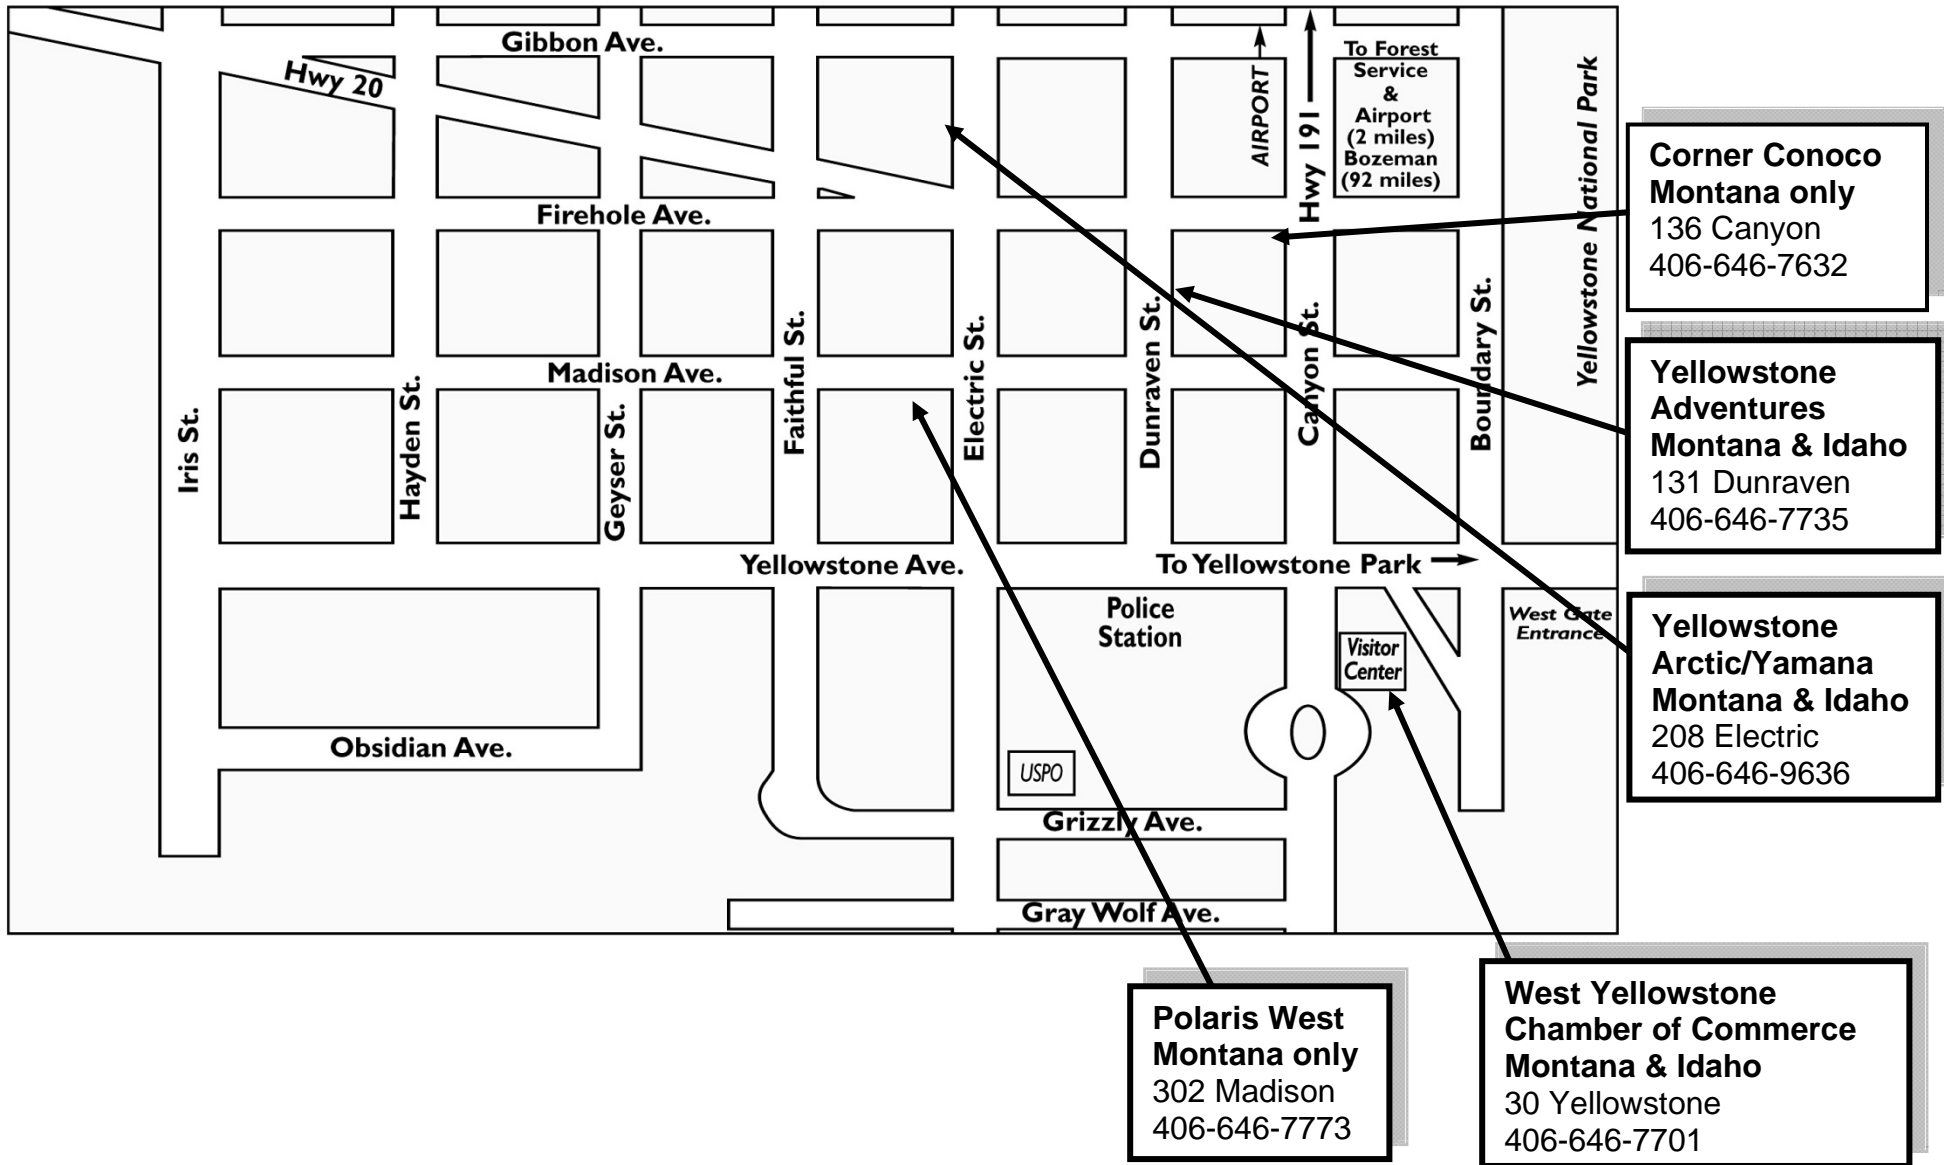 Gibbon Ave.
Hwy 20
AIRPORT
Hwy 191
To Forest
Service
&
Airport
(2 miles)
Bozeman
(92 miles)
Yellowstone National Park
Firehole Ave.
Madison Ave.
Iris St.
Hayden St.
Geyser St.
Faithful St.
Electric St.
Dunraven St.
Canyon St.
Boundary St.
Yellowstone Ave.
To Yellowstone Park
Police
Station
Visitor
Center
West Gate
Entrance
Obsidian Ave.
USPO
Grizzly Ave.
Gray Wolf Ave.
Corner Conoco
Montana only
136 Canyon
406-646-7632
Yellowstone
Adventures
Montana & Idaho
131 Dunraven
406-646-7735
Yellowstone
Arctic/Yamana
Montana & Idaho
208 Electric
406-646-9636
Polaris West
Montana only
302 Madison
406-646-7773
West Yellowstone
Chamber of Commerce
Montana & Idaho
30 Yellowstone
406-646-7701